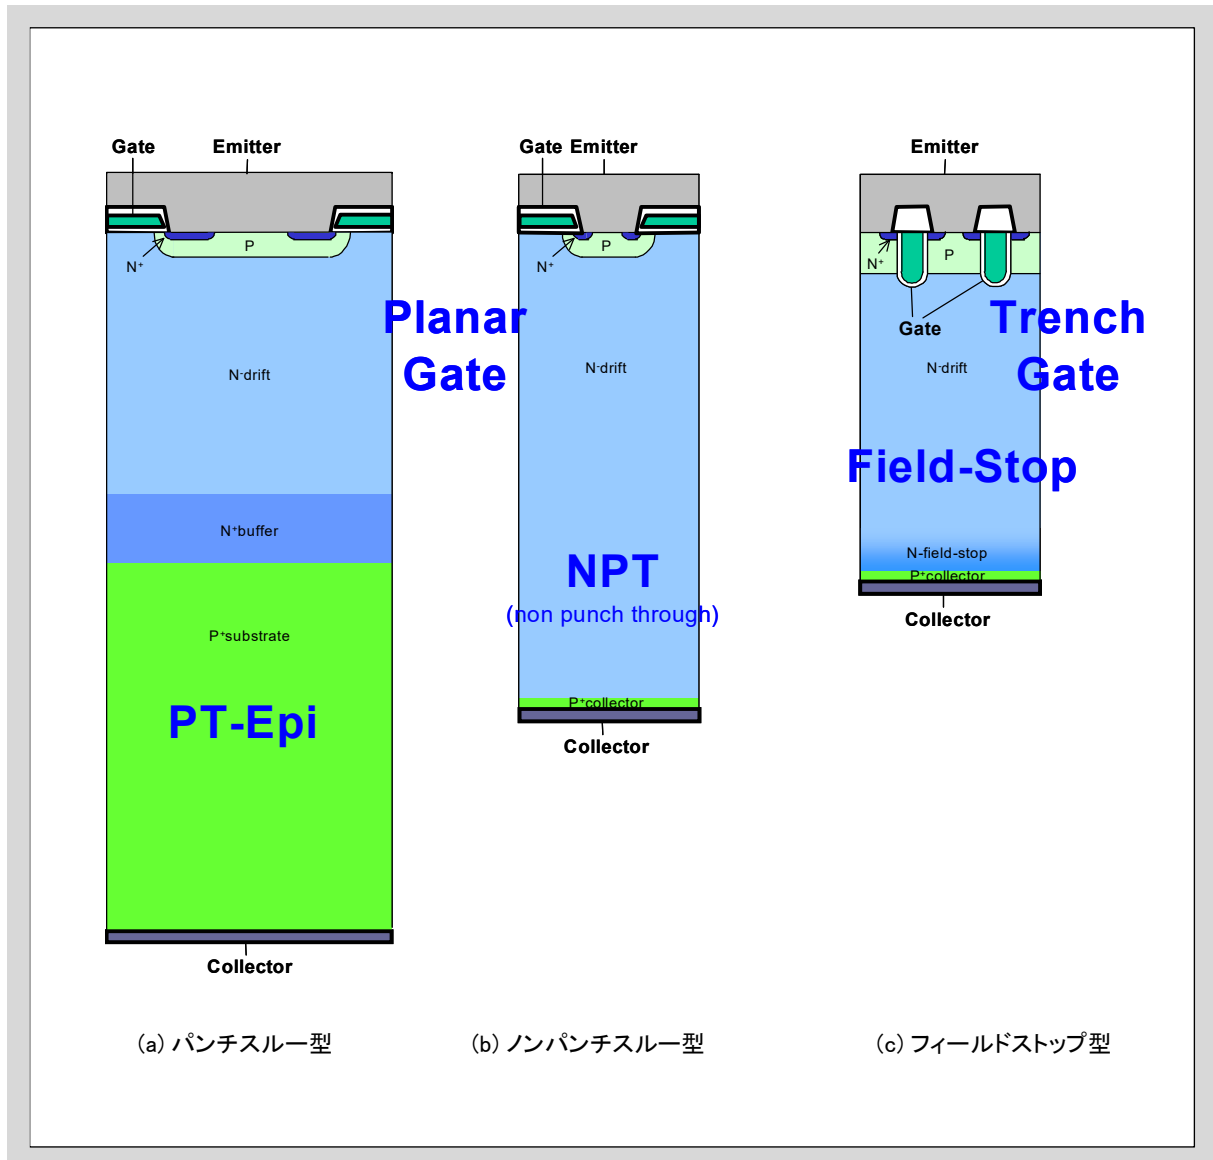 Gate
Emitter
P
N⁺
N⁻drift
N⁺buffer
P⁺substrate
PT-Epi
Collector
(a) パンチスルー型
Planar
Gate
Gate Emitter
P
N⁺
N⁻drift
NPT
(non punch through)
P⁺collector
Collector
(b) ノンパンチスルー型
Emitter
N⁺
P
Gate
Trench
Gate
N⁻drift
Field-Stop
N-field-stop
P⁺collector
Collector
(c) フィールドストップ型